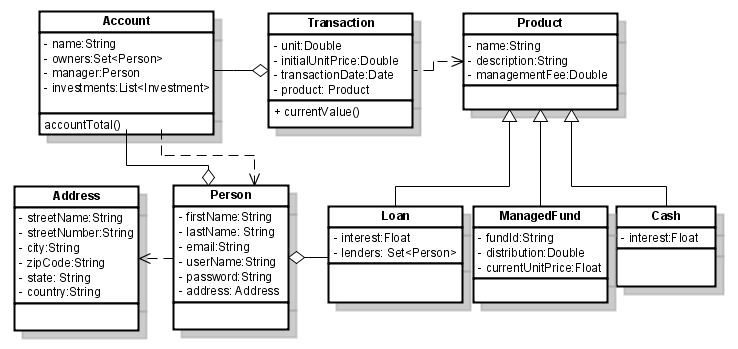 Account
- name:String
- owners:Set<Person>
- manager:Person
- investments:List<Investment>
accountTotal()
Transaction
- unit:Double
- initialUnitPrice:Double
- transactionDate:Date
- product: Product
+ currentValue()
Product
- name:String
- description:String
- managementFee:Double
Address
- streetName:String
- streetNumber:String
- city:String
- zipCode:String
- state: String
- country:String
Person
- firstName:String
- lastName: String
- email:String
- userName:String
- password:String
- address: Address
Loan
- interest:Float
- lenders: Set<Person>
ManagedFund
- fundId:String
- distribution:Double
- currentUnitPrice:Float
Cash
- interest:Float